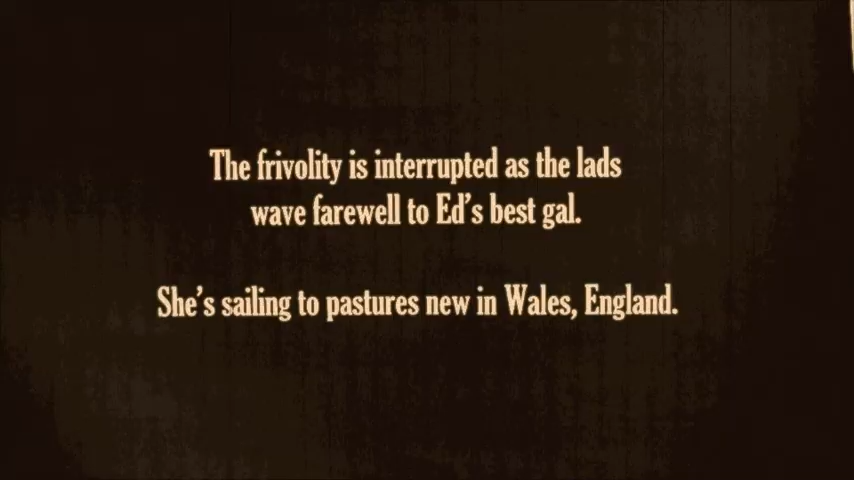 The frivolity is interrupted as the lads
wave farewell to Ed's best gal.
She's sailing to pastures new in Wales, England.